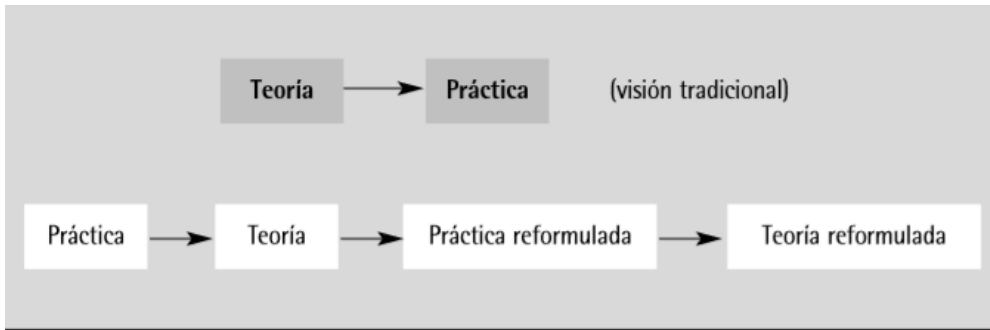 Teoría Práctica (visión tradicional)
Práctica Teoría Práctica reformulada Teoría reformulada